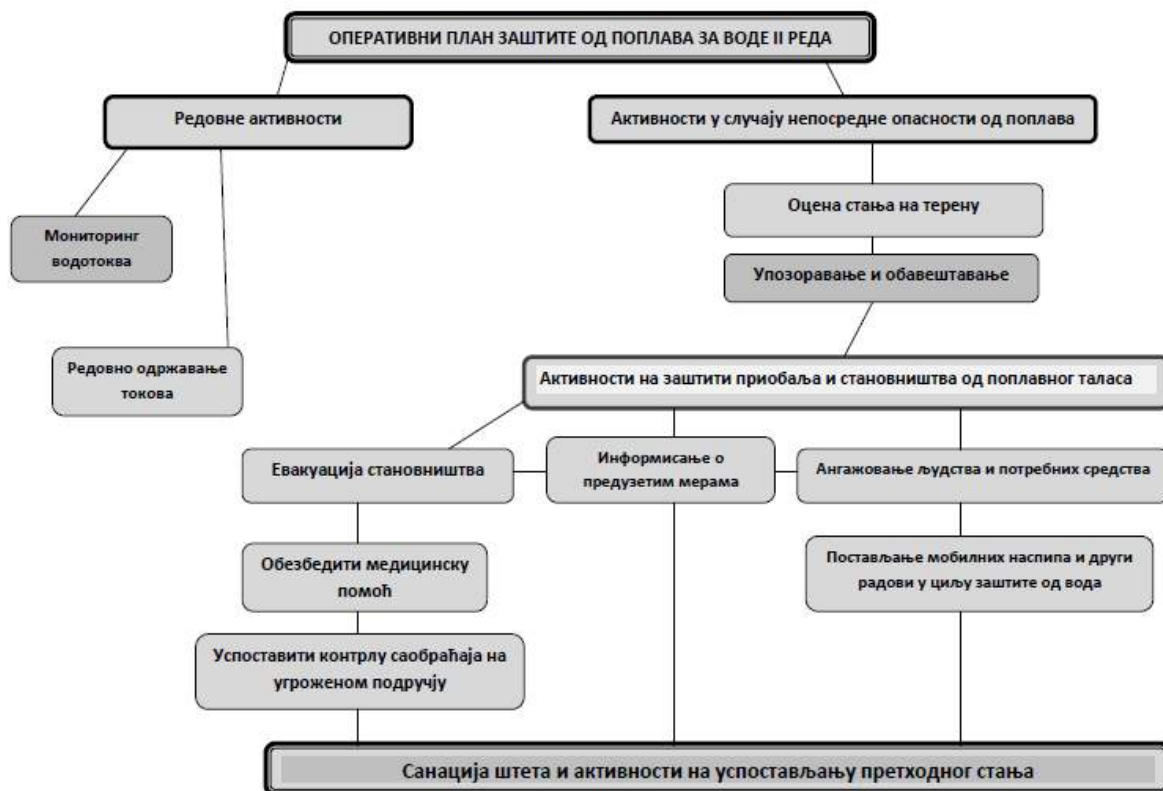 ОПЕРАТИВНИ ПЛАН ЗАШТИТЕ ОД ПОПЛАВА ЗА ВОДЕ II РЕДА
Редовне активности
Активности у случају непосредне опасности од поплава
Оцена стања на терену
Мониторинг
водотоква
Упозоравање и обавештавање
Редовно одржавање
токова
Активности на заштити приобаља и становништва од поплавног таласа
Евакуација становништва
Информисање о
предузетим мерама
Ангажовање људства и потребних средства
Обезбедити медицинску
помоћ
Постављање мобилних наспипа и други
радови у циљу заштите од вода
Успоставити контрлу саобраћаја на
угроженом подручју
Санација штета и активности на успостављању претходног стања